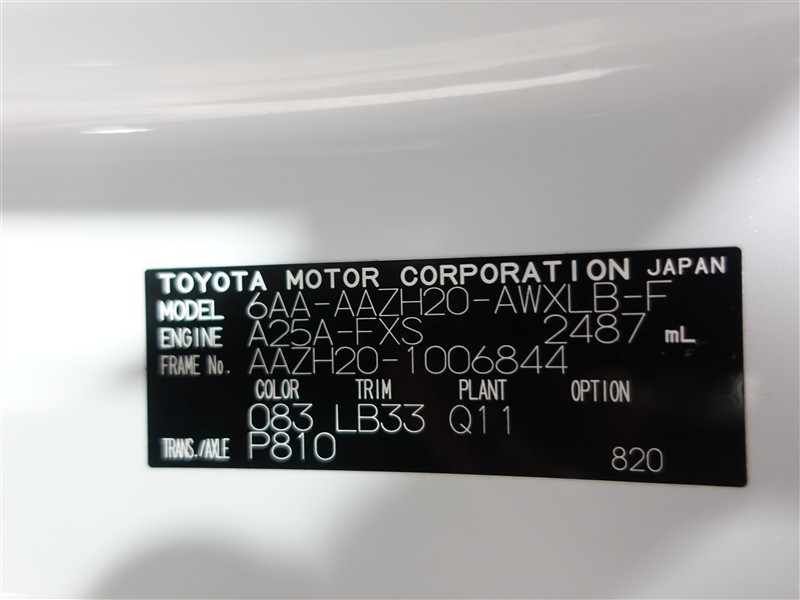 TOYOTA MOTOR CORPORATION JAPAN
MODEL 6AA-AAZH20-AWXLB-F
ENGINE A25A-FXS 2487 mL
FRAME No. AAZH20-1006844
COLOR TRIM PLANT OPTION
083 LB33 Q11
TRANS./AXLE P810 820